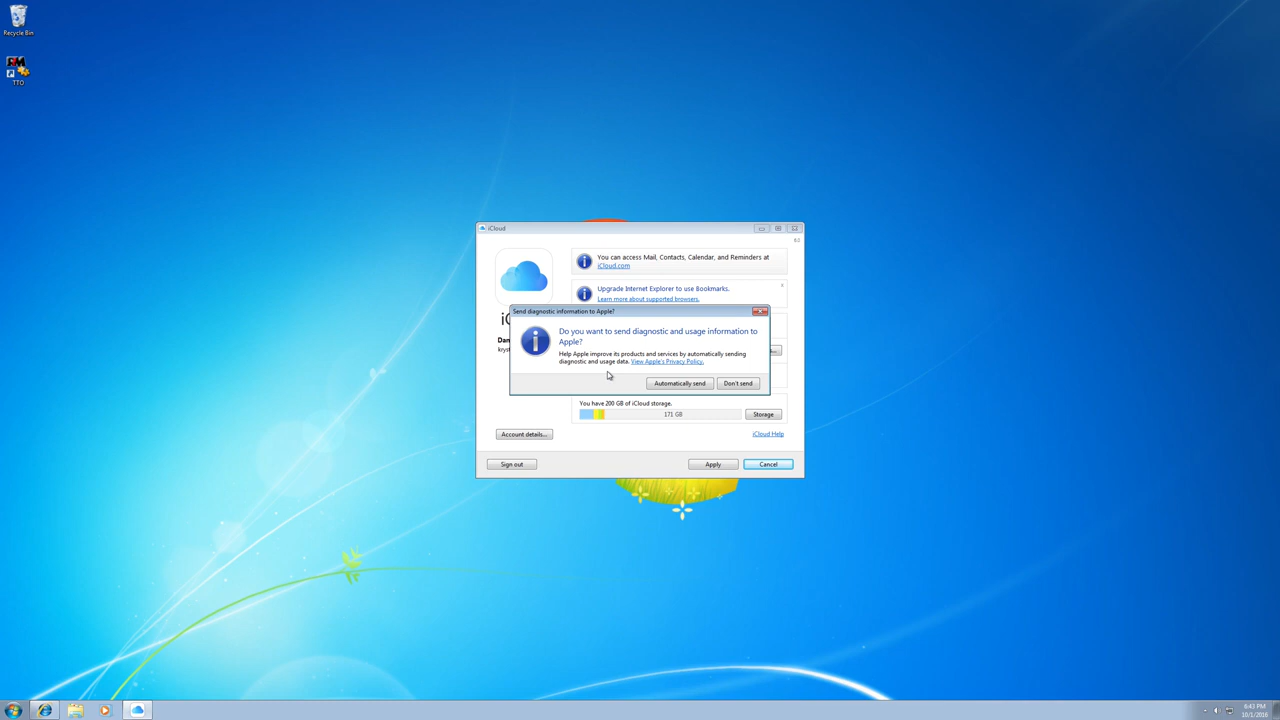 Recycle Bin
TTO
iCloud
You can access Mail, Contacts, Calendar, and Reminders at
iCloud.com
Upgrade Internet Explorer to use Bookmarks.
Learn more about supported browsers.
Send diagnostic information to Apple?
Do you want to send diagnostic and usage information to
Apple?
Help Apple improve its products and services by automatically sending
diagnostic and usage data. View Apple's Privacy Policy.
Automatically send
Don't send
You have 200 GB of iCloud storage.
171 GB
Storage
Account details...
iCloud Help
Sign out
Apply
Cancel
6:43 PM
10/1/2016